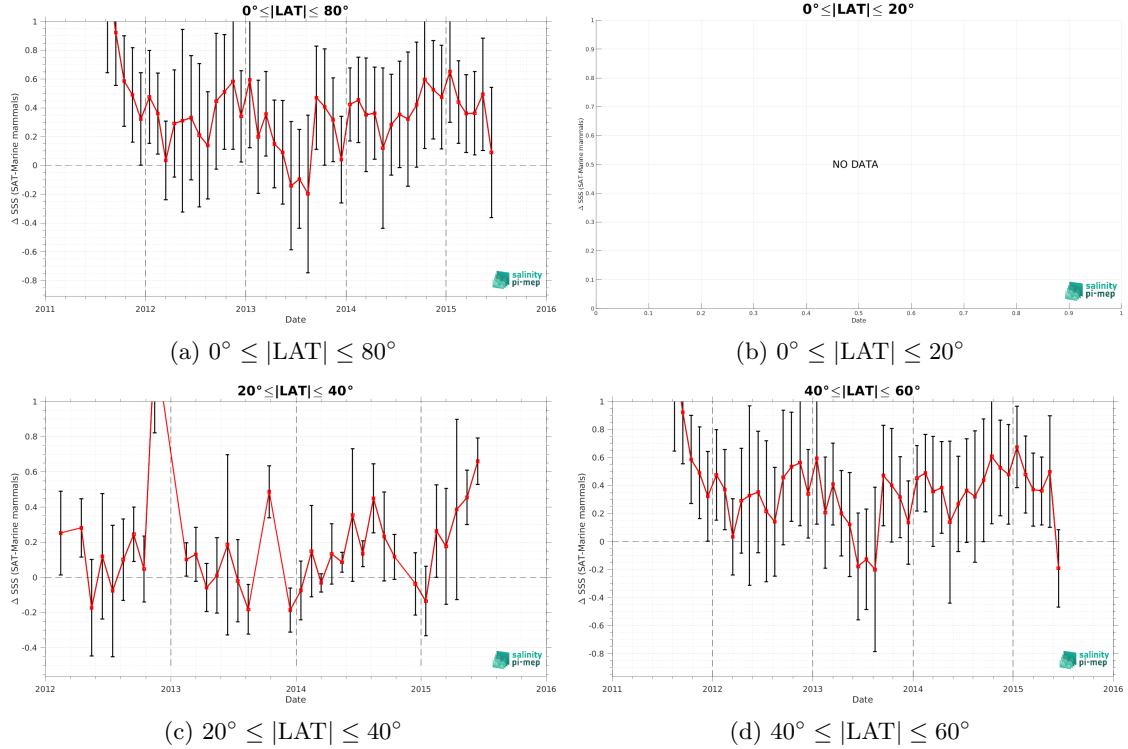 0°≤|LAT|≤ 80°
1
0.8
0.6
0.4
0.2
0
-0.2
-0.4
-0.6
-0.8
Δ SSS (SAT-Marine mammals)
2011 2012 2013 2014 2015 2016
Date
salinity
pi-mep
(a) 0° ≤ |LAT| ≤ 80°
0°≤|LAT|≤ 20°
1
0.9
0.8
0.7
0.6
0.5
0.4
0.3
0.2
0.1
0
Δ SSS (SAT-Marine mammals)
NO DATA
0 0.1 0.2 0.3 0.4 0.5 0.6 0.7 0.8 0.9 1
Date
salinity
pi-mep
(b) 0° ≤ |LAT| ≤ 20°
20°≤|LAT|≤ 40°
1
0.8
0.6
0.4
0.2
0
-0.2
-0.4
Δ SSS (SAT-Marine mammals)
2012 2013 2014 2015 2016
Date
salinity
pi-mep
(c) 20° ≤ |LAT| ≤ 40°
40°≤|LAT|≤ 60°
1
0.8
0.6
0.4
0.2
0
-0.2
-0.4
-0.6
-0.8
Δ SSS (SAT-Marine mammals)
2011 2012 2013 2014 2015 2016
Date
salinity
pi-mep
(d) 40° ≤ |LAT| ≤ 60°